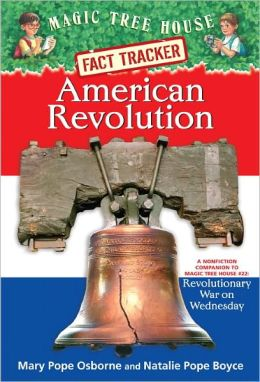 MAGIC TREE HOUSE
FACT TRACKER
American
Revolution
A NONFICTION
COMPANION TO
MAGIC TREE HOUSE #22:
Revolutionary
War on
Wednesday
Mary Pope Osborne and Natalie Pope Boyce